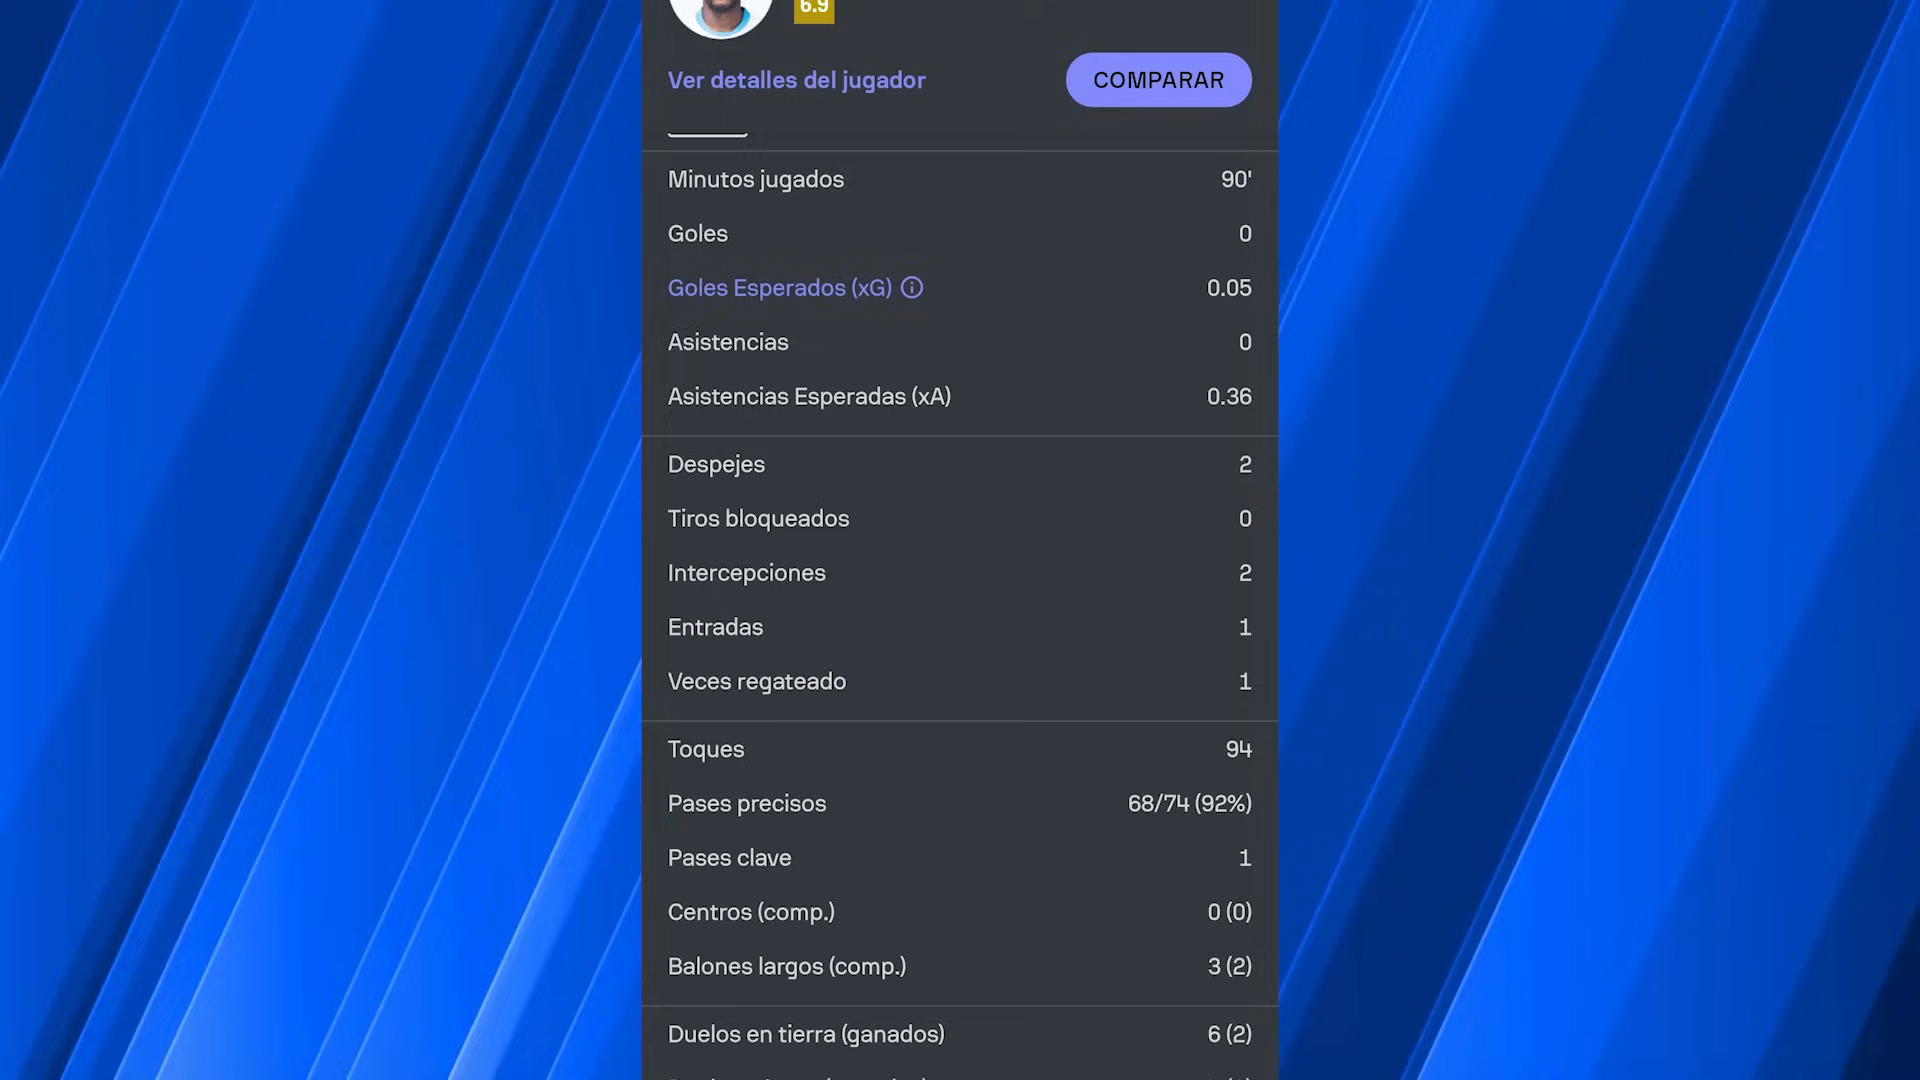 6.9
Ver detalles del jugador COMPARAR
Minutos jugados 90'
Goles 0
Goles Esperados (xG) 0.05
Asistencias 0
Asistencias Esperadas (xA) 0.36
Despejes 2
Tiros bloqueados 0
Intercepciones 2
Entradas 1
Veces regateado 1
Toques 94
Pases precisos 68/74 (92%)
Pases clave 1
Centros (comp.) 0 (0)
Balones largos (comp.) 3 (2)
Duelos en tierra (ganados) 6 (2)